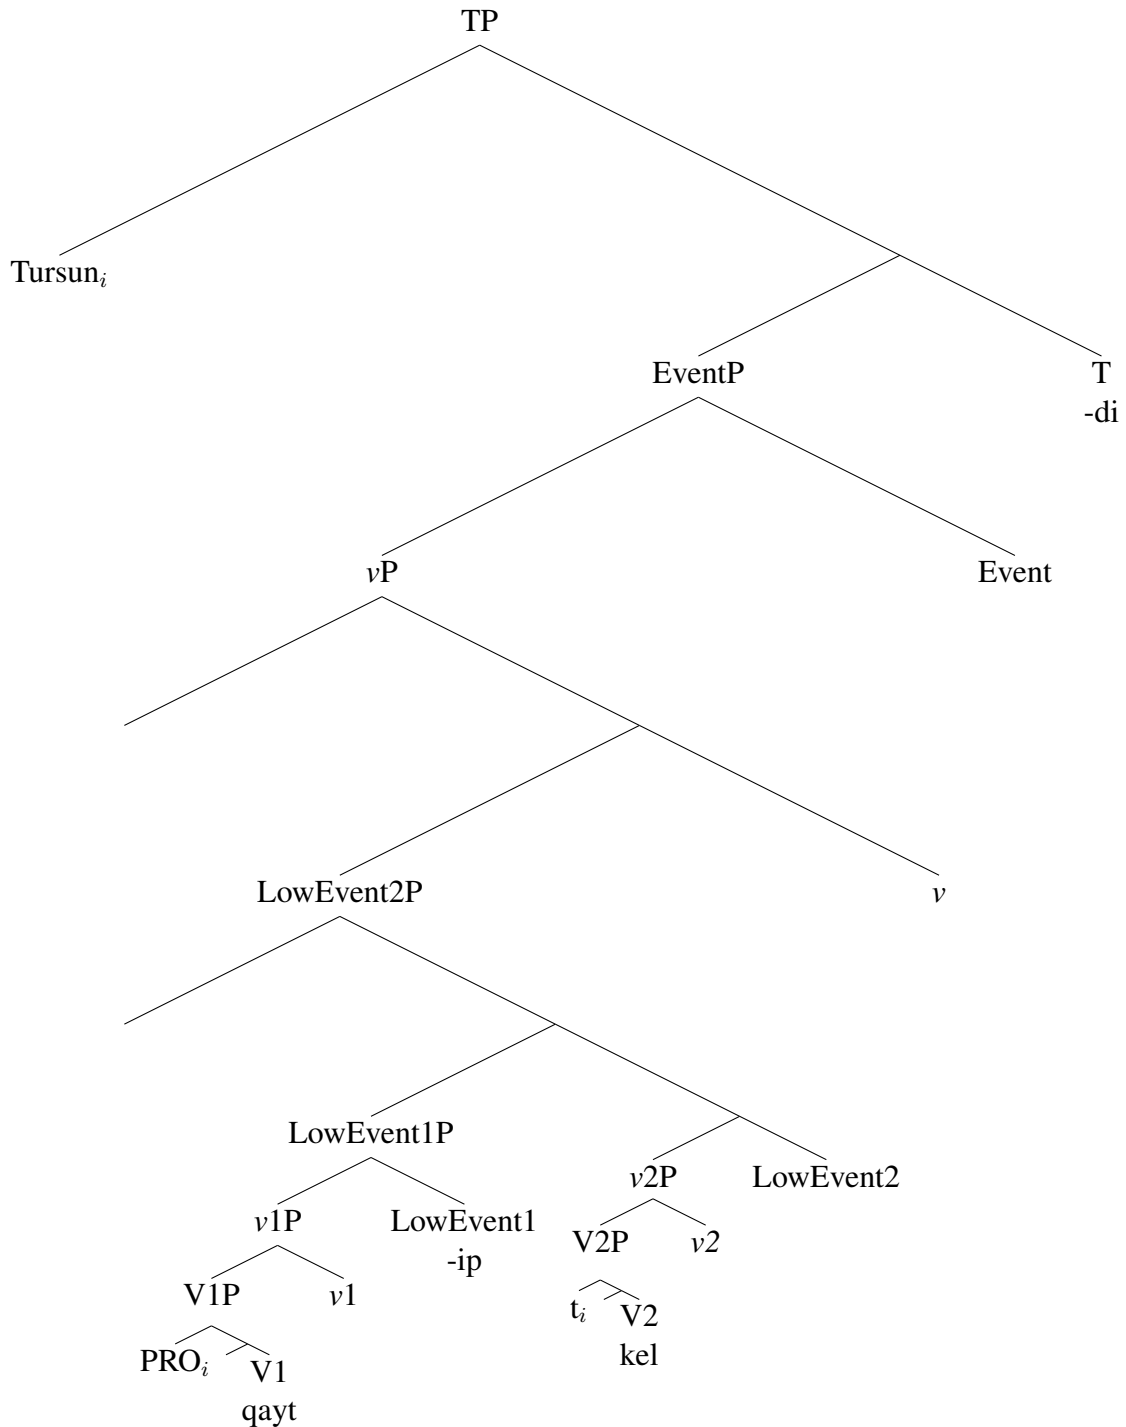 TP
Tursunᵢ
EventP T
-di
vP Event
LowEvent2P v
LowEvent1P
v2P LowEvent2
v1P LowEvent1 V2P v2
-ip
V1P v1 tᵢ V2
kel
PROᵢ V1
qayt